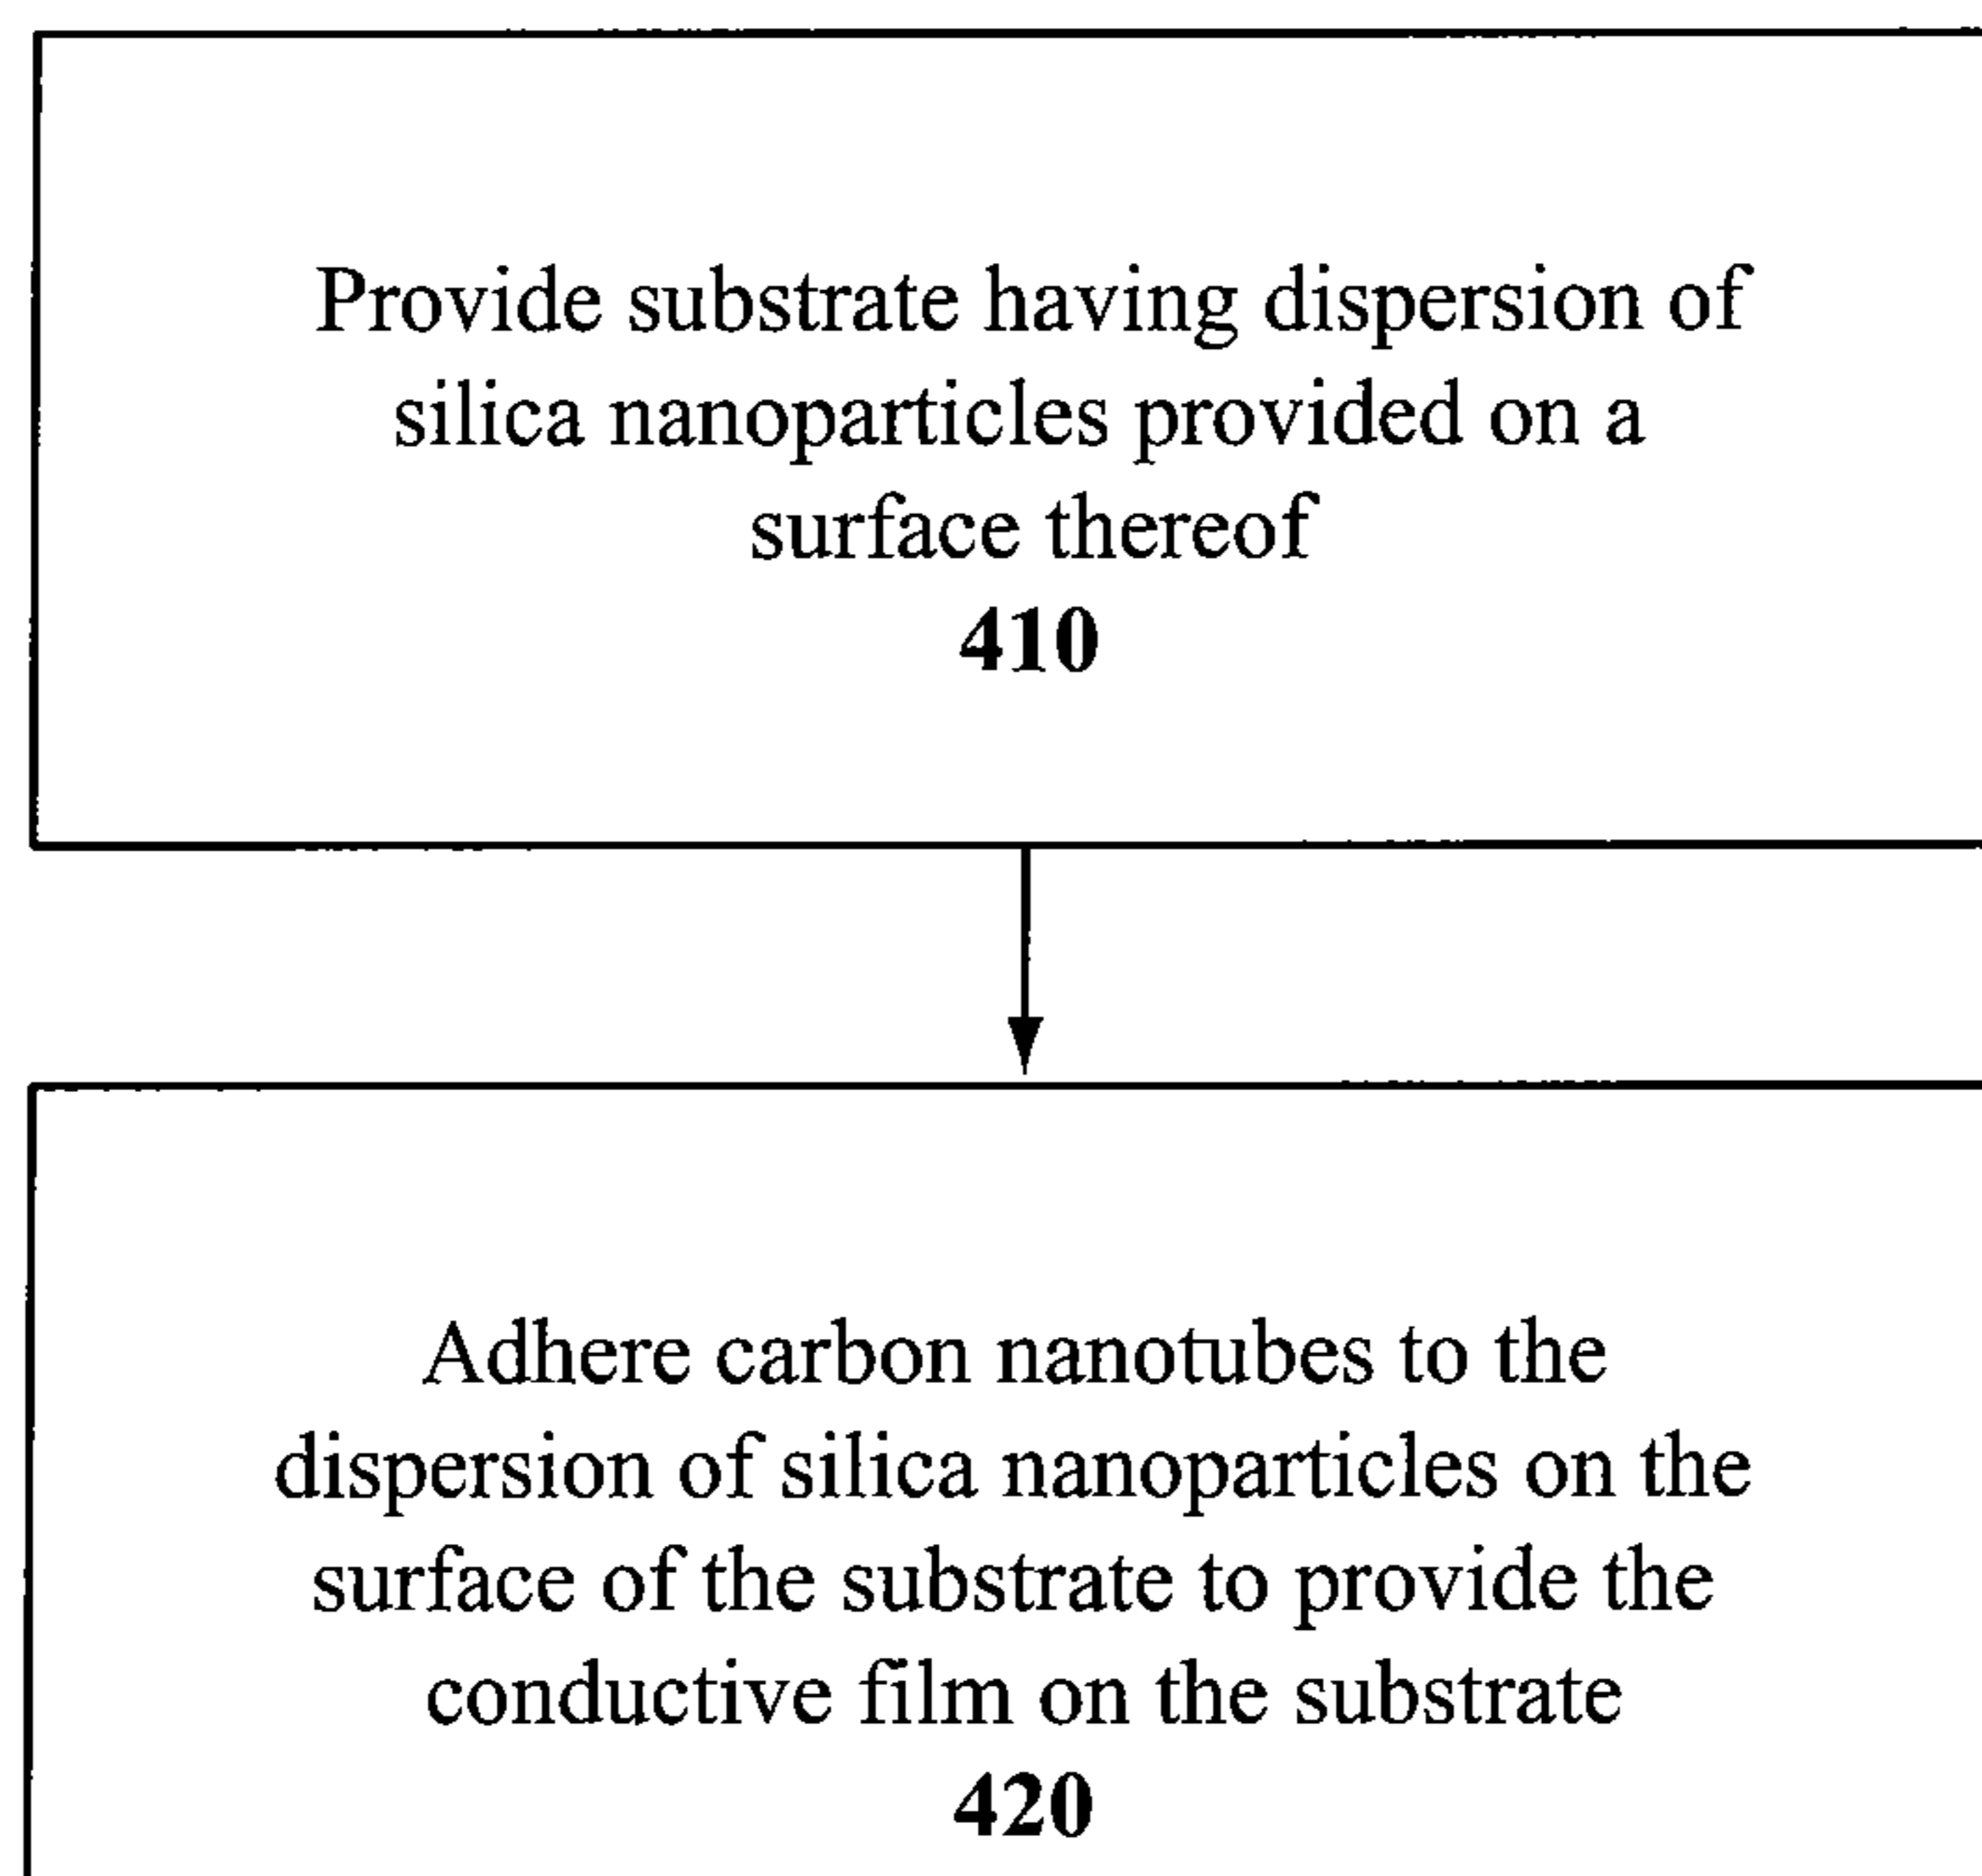 Provide substrate having dispersion of
silica nanoparticles provided on a
surface thereof
410
Adhere carbon nanotubes to the
dispersion of silica nanoparticles on the
surface of the substrate to provide the
conductive film on the substrate
420